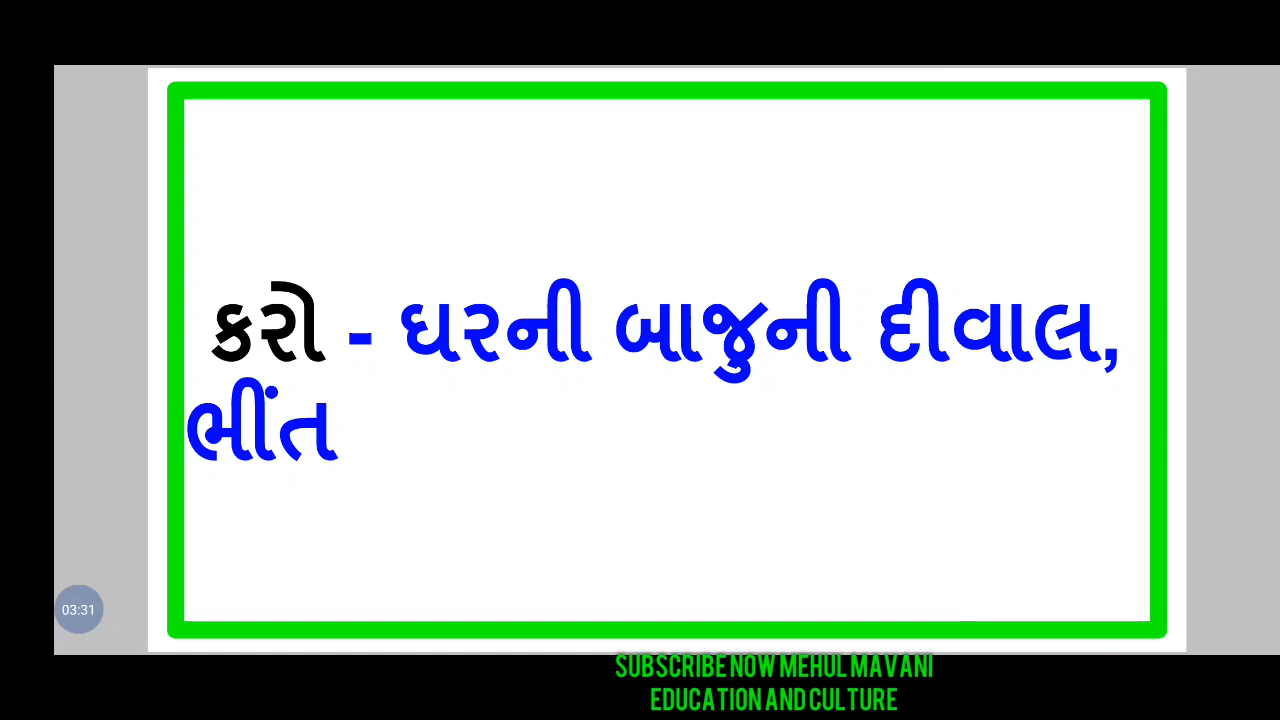 કરો - ઘરની બાજુની દીવાલ,
ભીંત
03:31
SUBSCRIBE NOW MEHUL MAVANI
EDUCATION AND CULTURE